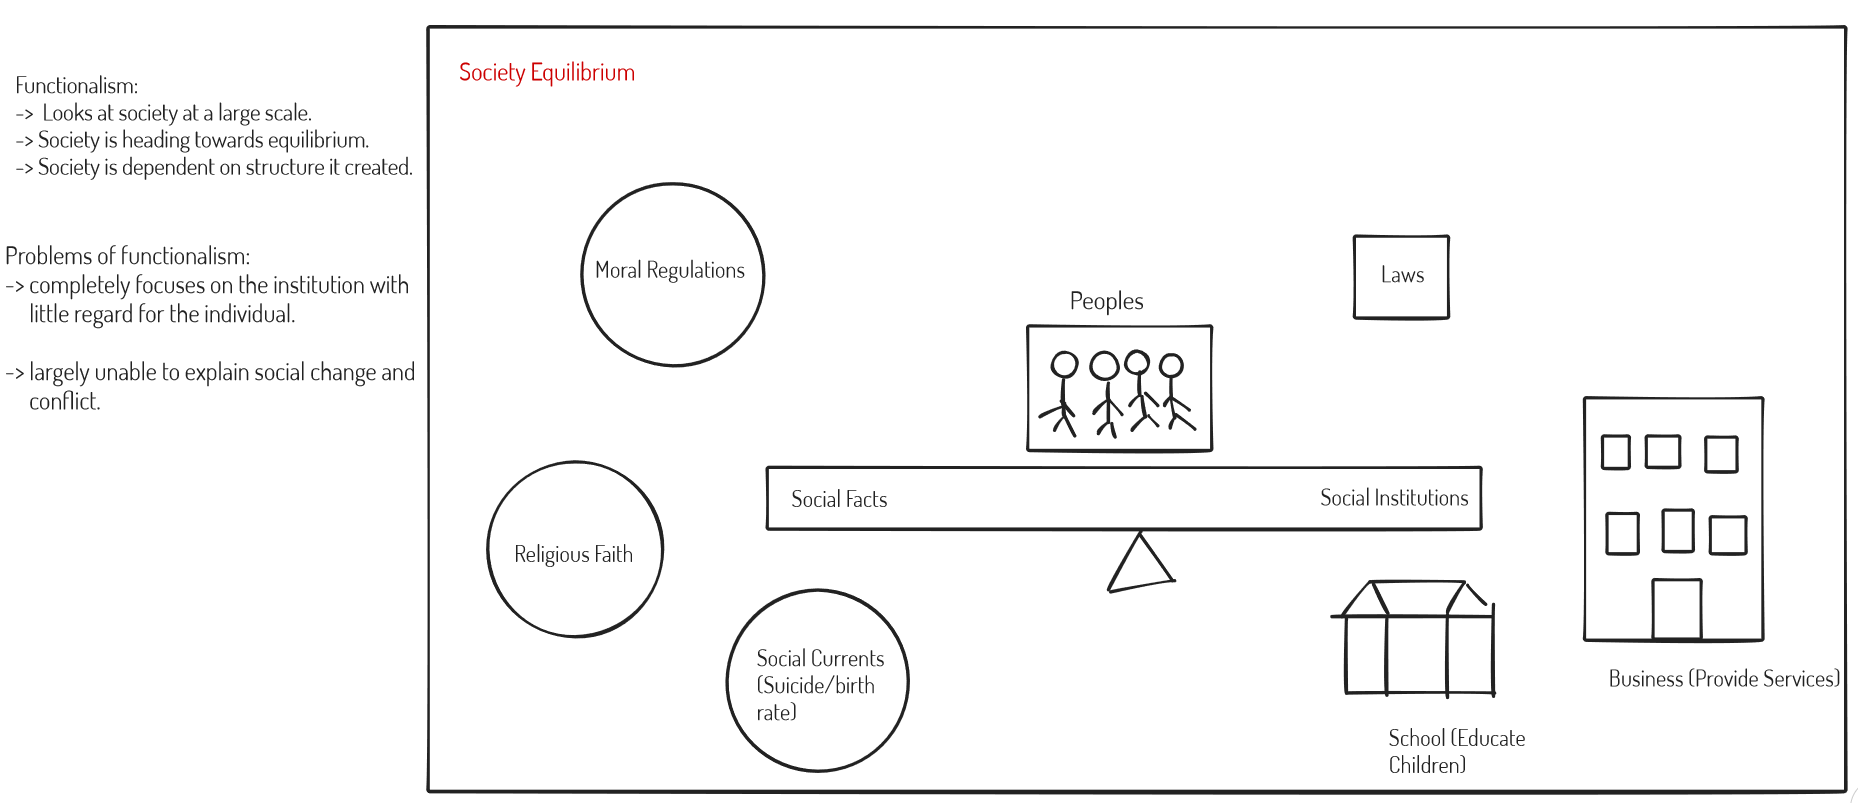 Functionalism:
-> Looks at society at a large scale.
-> Society is heading towards equilibrium.
-> Society is dependent on structure it created.
Problems of functionalism:
-> completely focuses on the institution with
little regard for the individual.
-> largely unable to explain social change and
conflict.
Society Equilibrium
Moral Regulations
Laws
Peoples
Social Facts
Social Institutions
Religious Faith
Social Currents
(Suicide/birth
rate)
Business (Provide Services)
School (Educate
Children)